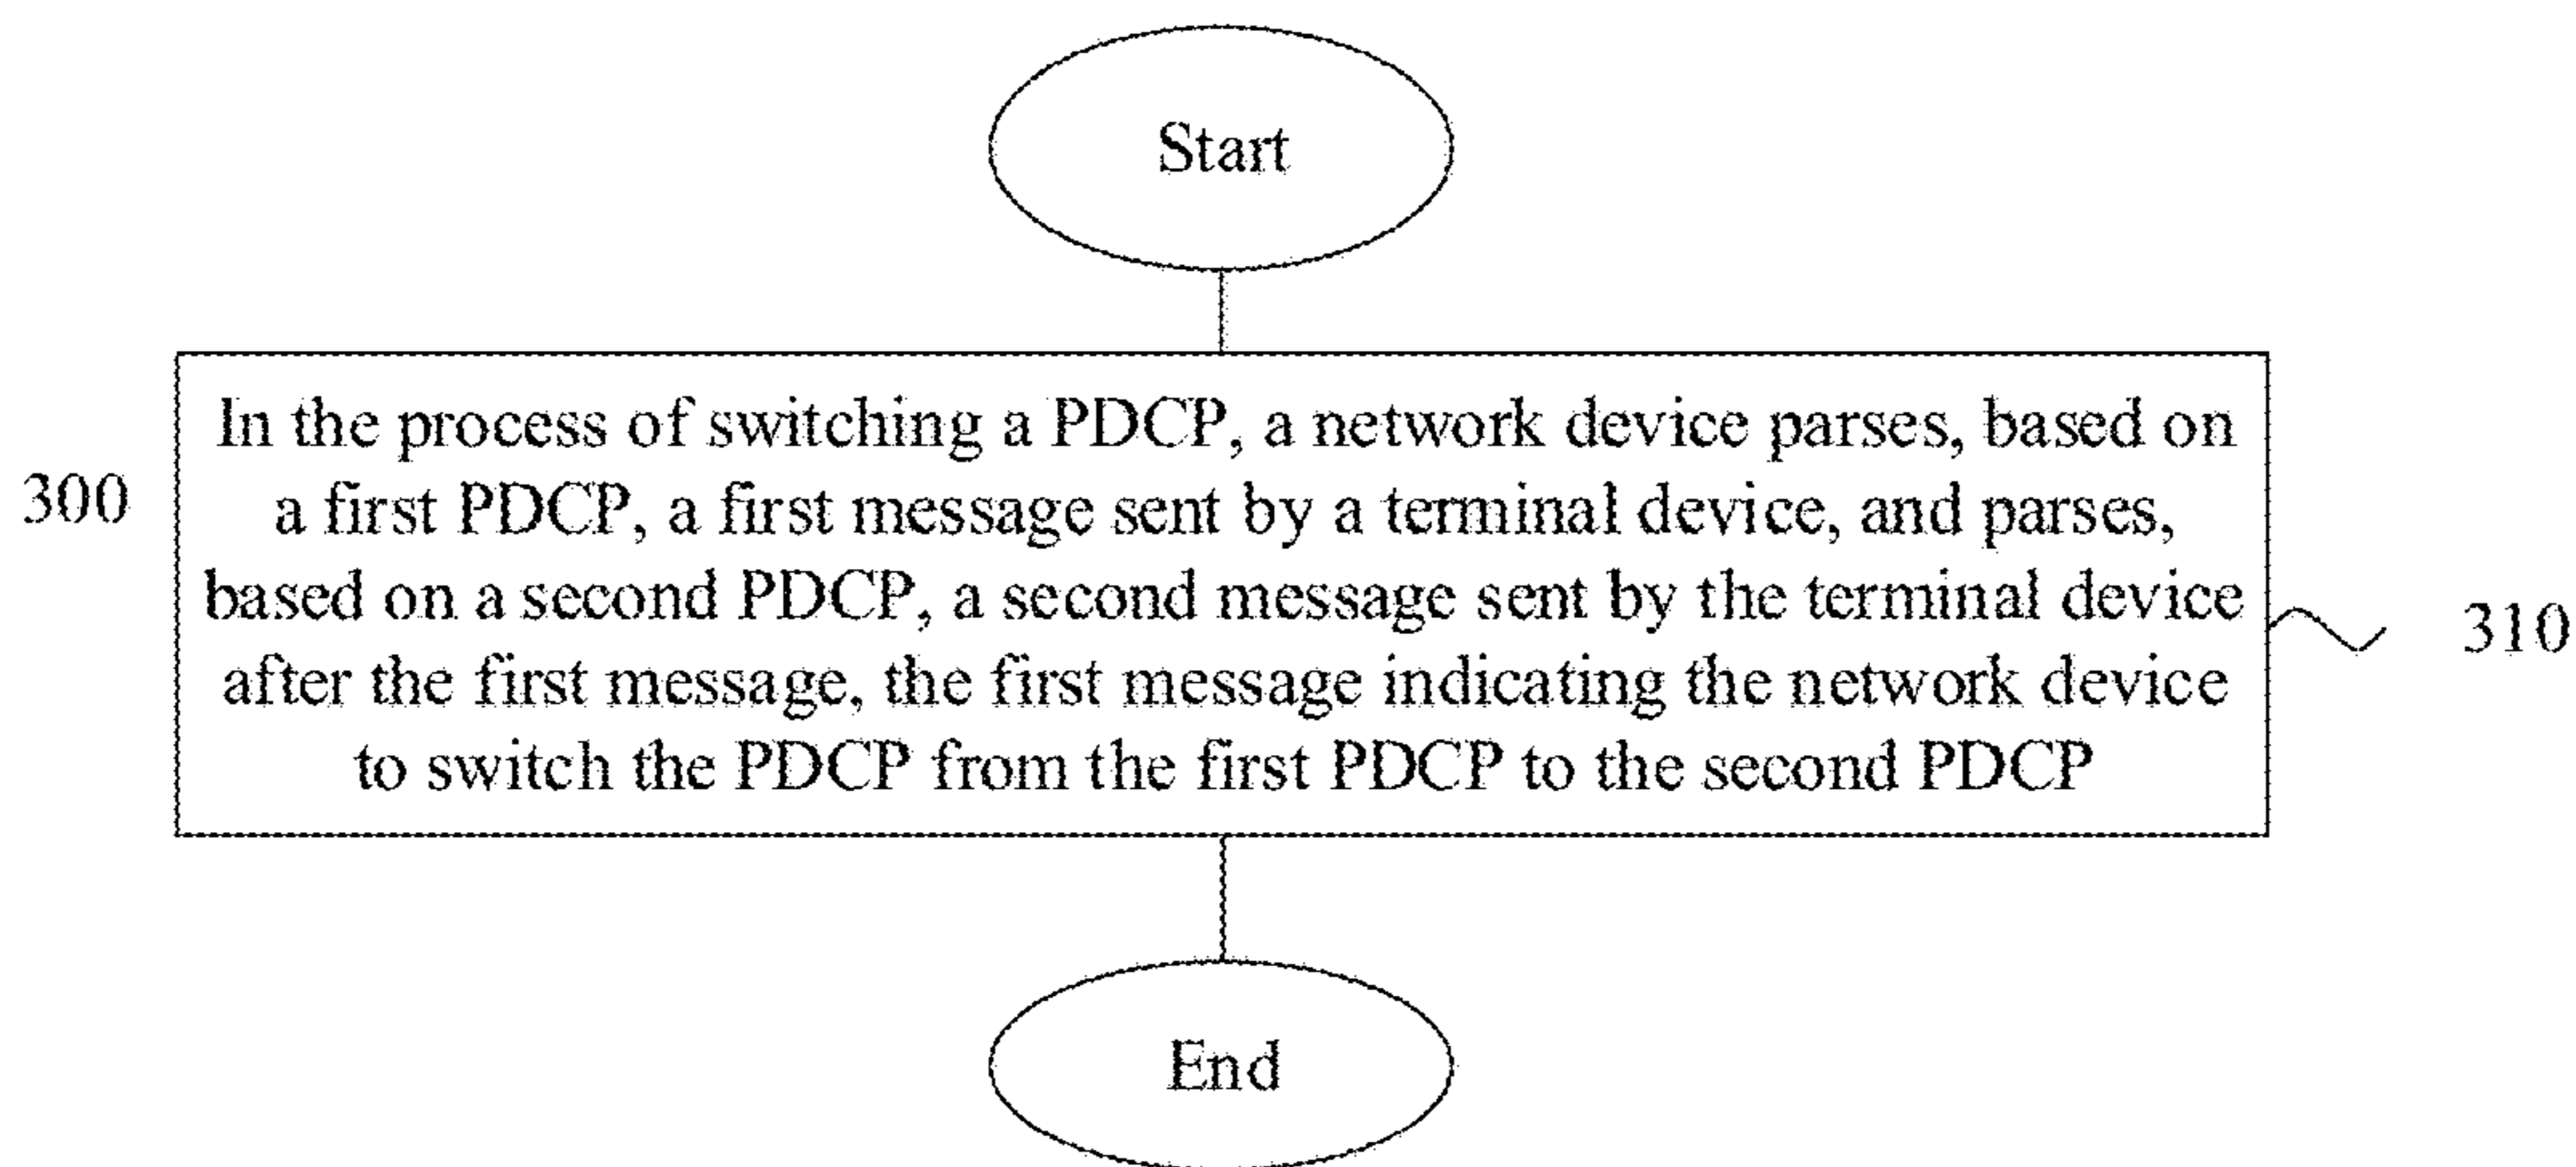 Start
In the process of switching a PDCP, a network device parses, based on
300
a first PDCP, a first message sent by a terminal device, and parses,
based on a second PDCP, a second message sent by the terminal device
310
after the first message, the first message indicating the network device
to switch the PDCP from the first PDCP to the second PDCP
End